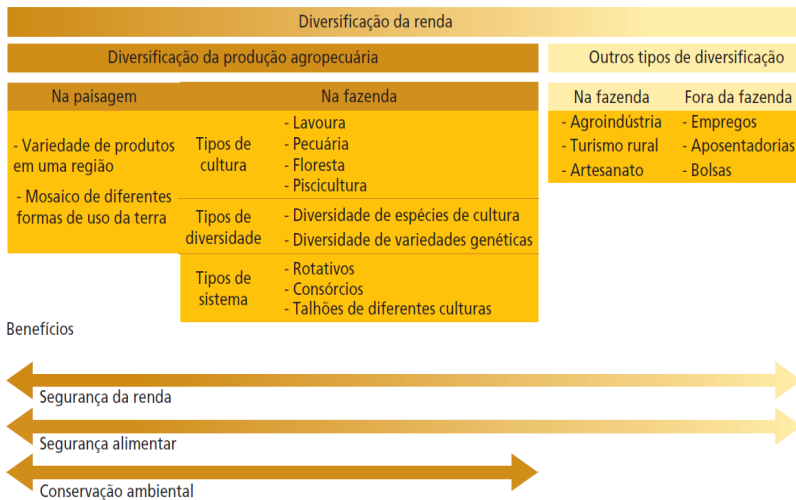 Diversificação da renda
Diversificação da produção agropecuária
Outros tipos de diversificação
Na paisagem
Na fazenda
Na fazenda
Fora da fazenda
- Variedade de produtos
em uma região
- Mosaico de diferentes
formas de uso da terra
Tipos de
cultura
- Lavoura
- Pecuária
- Floresta
- Piscicultura
Tipos de
diversidade
- Diversidade de espécies de cultura
- Diversidade de variedades genéticas
Tipos de
sistema
- Rotativos
- Consórcios
- Talhões de diferentes culturas
- Agroindústria
- Turismo rural
- Artesanato
- Empregos
- Aposentadorias
- Bolsas
Benefícios
Segurança da renda
Segurança alimentar
Conservação ambiental